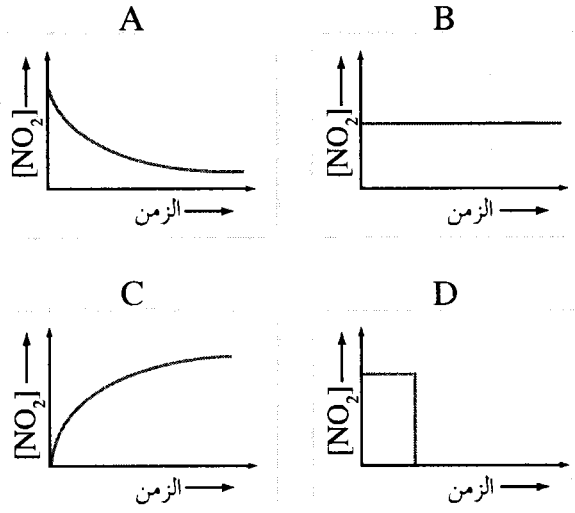 A
[NO₂] →
الزمن →
B
[NO₂] →
الزمن →
C
[NO₂] →
الزمن →
D
[NO₂] →
الزمن →